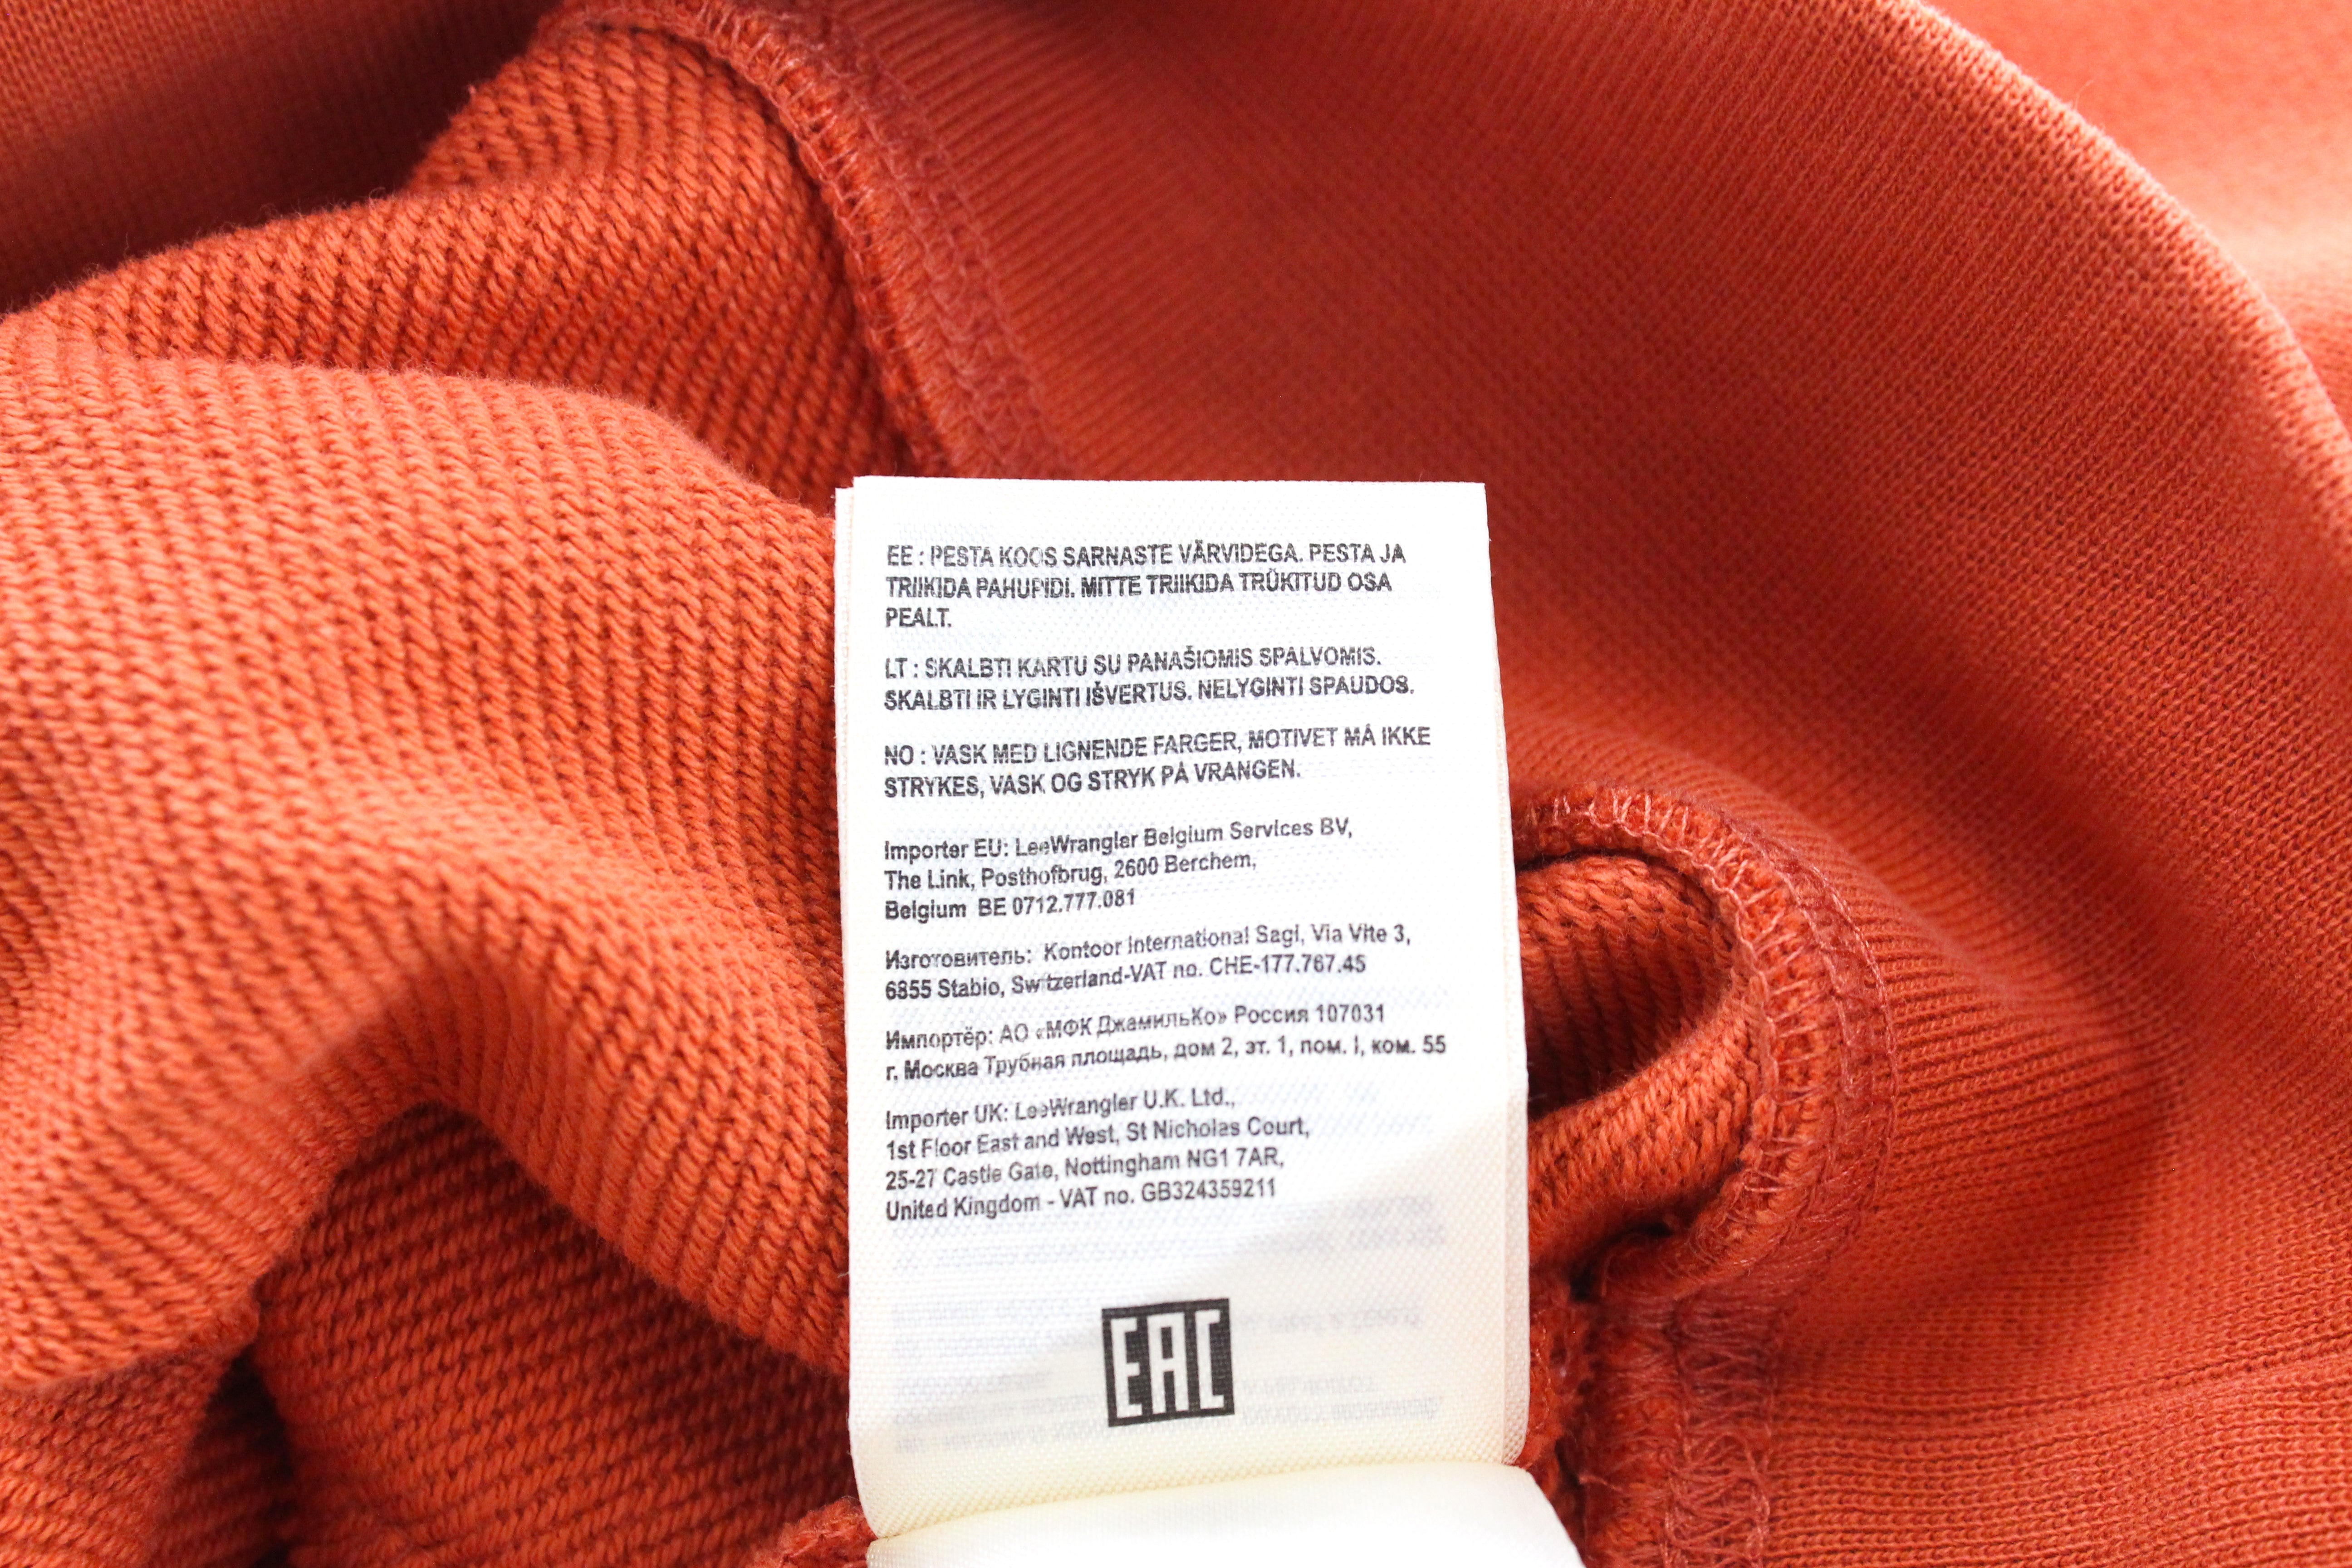 EE : PESTA KOOS SARNASTE VÄRVIDEGA. PESTA JA
TRIIKIDA PAHUPIDI. MITTE TRIIKIDA TRÜKITUD OSA
PEALT.
LT : SKALBTI KARTU SU PANAŠIOMIS SPALVOMIS.
SKALBTI IR LYGINTI IŠVERTUS. NELYGINTI SPAUDOS.
NO : VASK MED LIGNENDE FARGER, MOTIVET MÅ IKKE
STRYKES, VASK OG STRYK PÅ VRANGEN.
Importer EU: LeeWrangler Belgium Services BV,
The Link, Posthofbrug, 2600 Berchem,
Belgium BE 0712.777.081
Изготовитель: Kontoor International Sagl, Via Vite 3,
6855 Stabio, Switzerland-VAT no. CHE-177.767.45
Импортёр: АО «МФК ДжамильКо» Россия 107031
г. Москва Трубная площадь, дом 2, эт. 1, пом. I, ком. 55
Importer UK: LeeWrangler U.K. Ltd.,
1st Floor East and West, St Nicholas Court,
25-27 Castle Gate, Nottingham NG1 7AR,
United Kingdom - VAT no. GB324359211
EAC